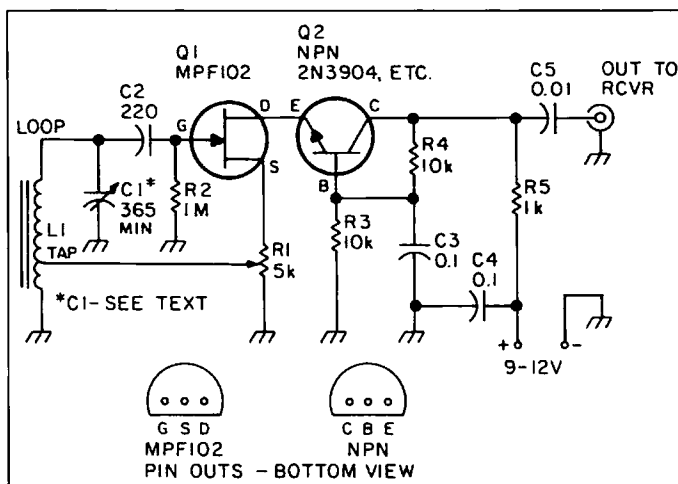 Q1
MPF102
Q2
NPN
2N3904, ETC.
C5
0.01
OUT TO
RCVR
C2
220
LOOP
G
D
S
E
C
B
C1*
365
MIN
R2
1M
L1
TAP
R1
5k
R3
10k
R4
10k
R5
1k
C3
0.1
C4
0.1
*C1-SEE TEXT
+
-
9-12V
G S D
MPF102
C B E
NPN
PIN OUTS - BOTTOM VIEW